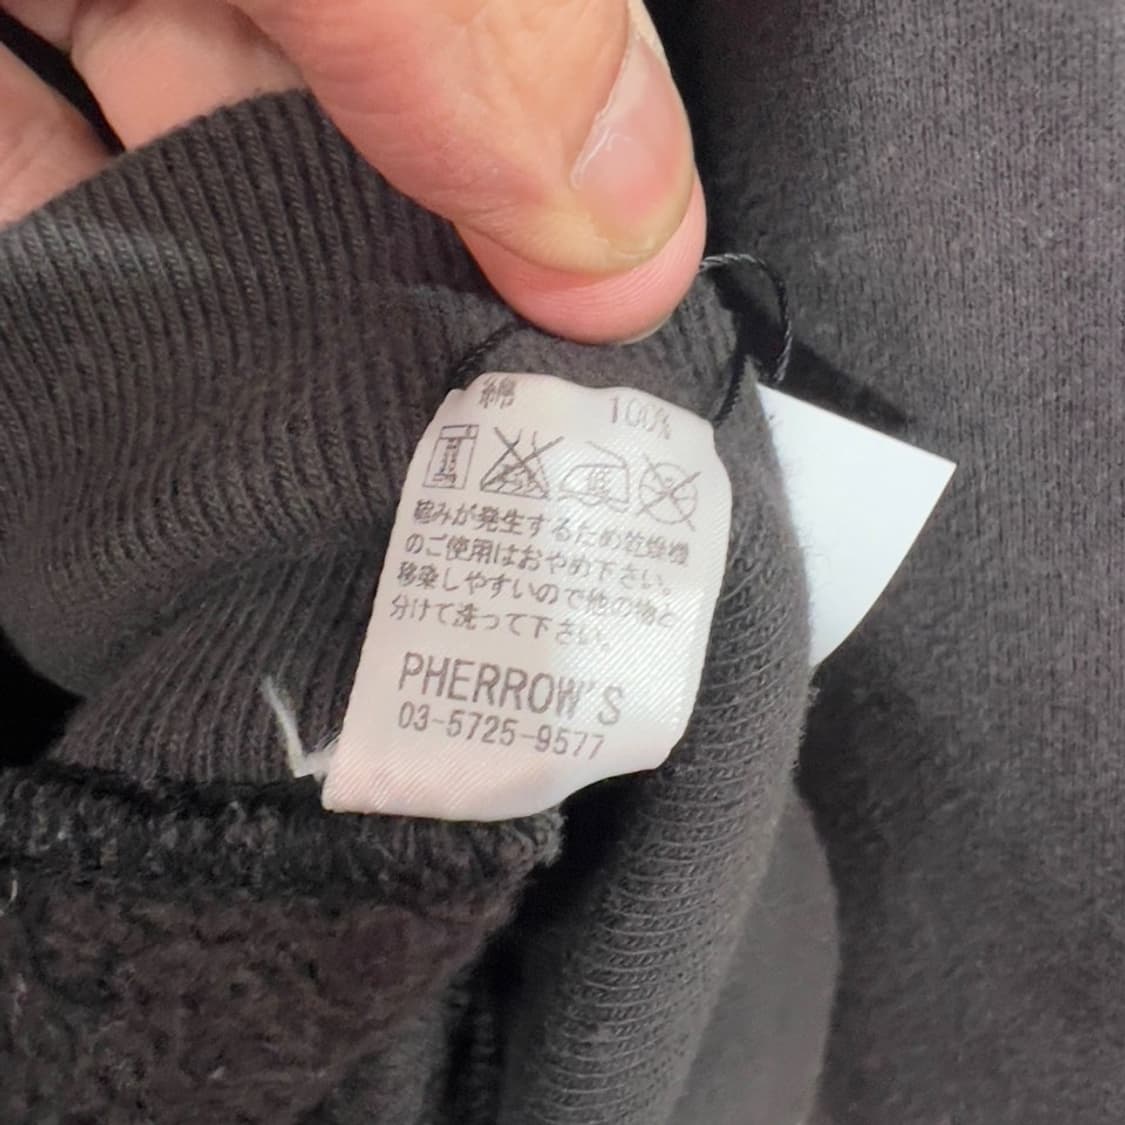 綿 100%
縮みが発生するため乾燥機
のご使用はおやめ下さい。
移染しやすいので他の物と
分けて洗って下さい。
PHERROW'S
03-5725-9577